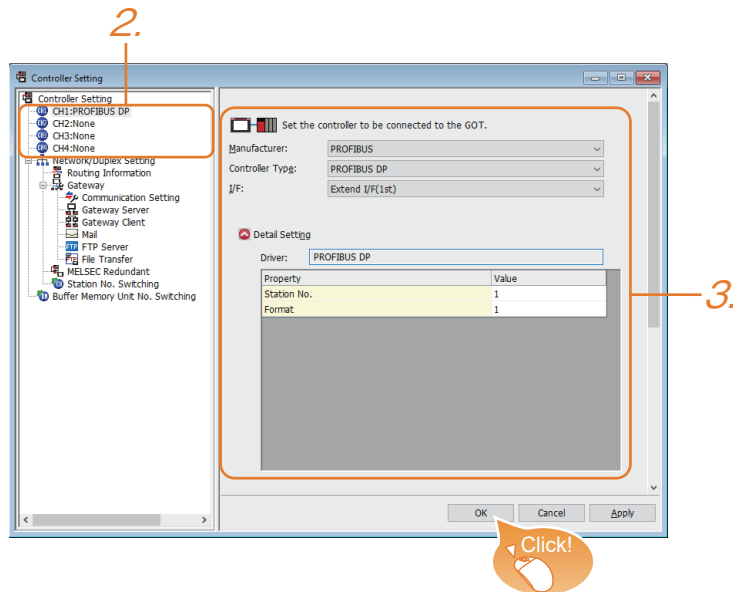 2.
Controller Setting
Controller Setting
CH1:PROFIBUS DP
CH2:None
CH3:None
CH4:None
Network/Duplex Setting
Routing Information
Gateway
Communication Setting
Gateway Server
Gateway Client
Mail
FTP Server
File Transfer
MELSEC Redundant
Station No. Switching
Buffer Memory Unit No. Switching
Set the controller to be connected to the GOT.
Manufacturer: PROFIBUS
Controller Type: PROFIBUS DP
I/F: Extend I/F(1st)
Detail Setting
Driver: PROFIBUS DP
Property Value
Station No. 1
Format 1
3.
OK Cancel Apply
Click!